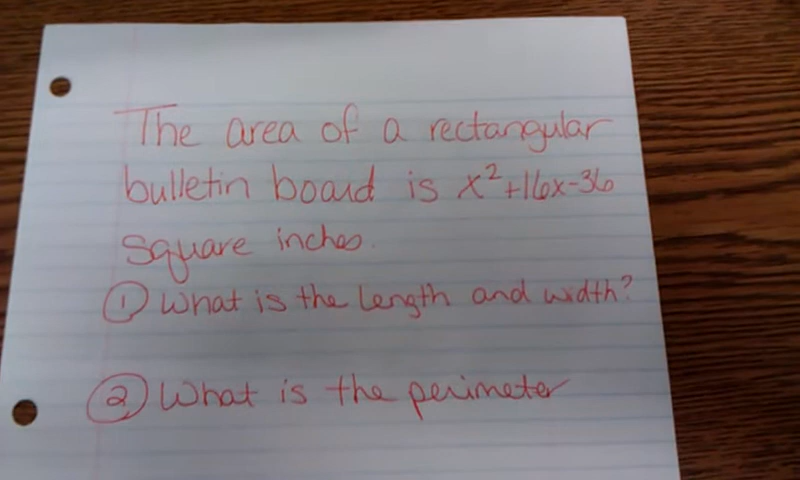 The area of a rectangular
bulletin board is x²+16x-36
square inches.
① What is the length and width?
② What is the perimeter